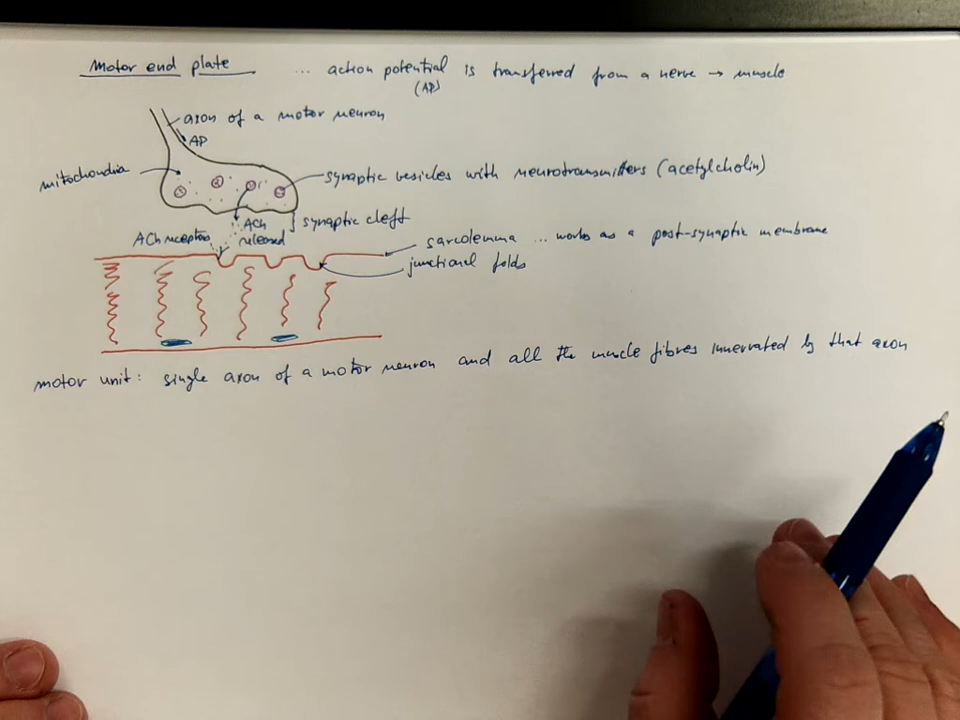 Motor end plate ... action potential is transferred from a nerve → muscle
(AP)
axon of a motor neuron
AP
mitochondria
synaptic vesicles with neurotransmitters (acetylcholin)
synaptic cleft
ACh
released
ACh receptors
sarcolemma ... works as a post-synaptic membrane
junctional folds
motor unit: single axon of a motor neuron and all the muscle fibres innervated by that axon